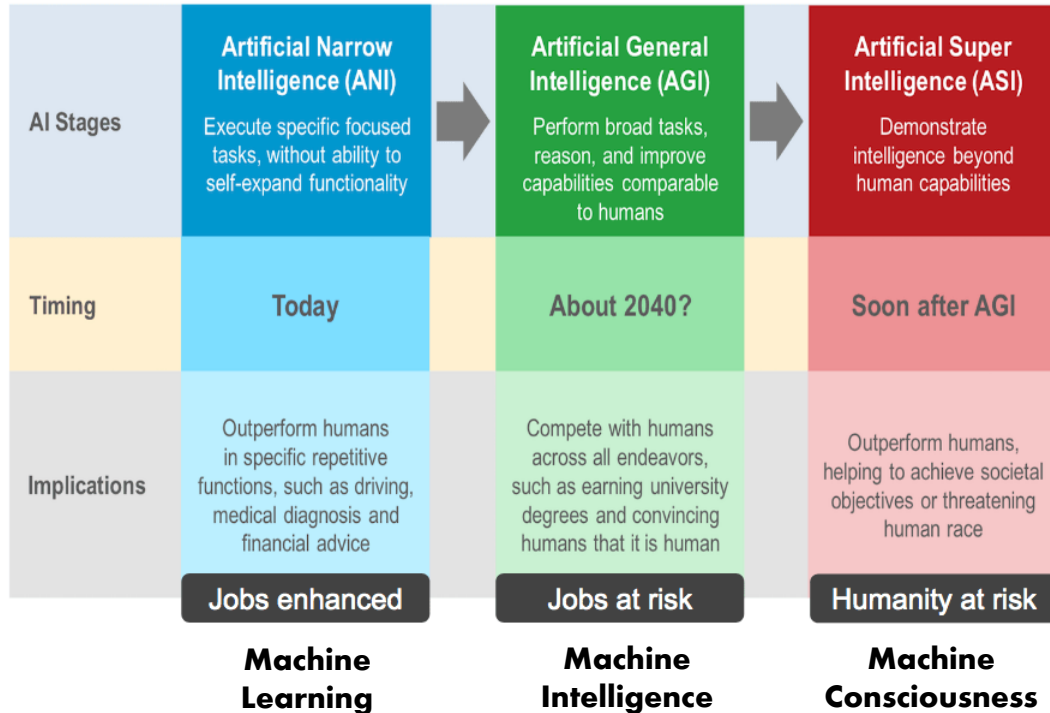 AI Stages
Artificial Narrow
Intelligence (ANI)
Execute specific focused
tasks, without ability to
self-expand functionality
Artificial General
Intelligence (AGI)
Perform broad tasks,
reason, and improve
capabilities comparable
to humans
Artificial Super
Intelligence (ASI)
Demonstrate
intelligence beyond
human capabilities
Timing
Today
About 2040?
Soon after AGI
Implications
Outperform humans
in specific repetitive
functions, such as driving,
medical diagnosis and
financial advice
Compete with humans
across all endeavors,
such as earning university
degrees and convincing
humans that it is human
Outperform humans,
helping to achieve societal
objectives or threatening
human race
Jobs enhanced
Jobs at risk
Humanity at risk
Machine
Learning
Machine
Intelligence
Machine
Consciousness